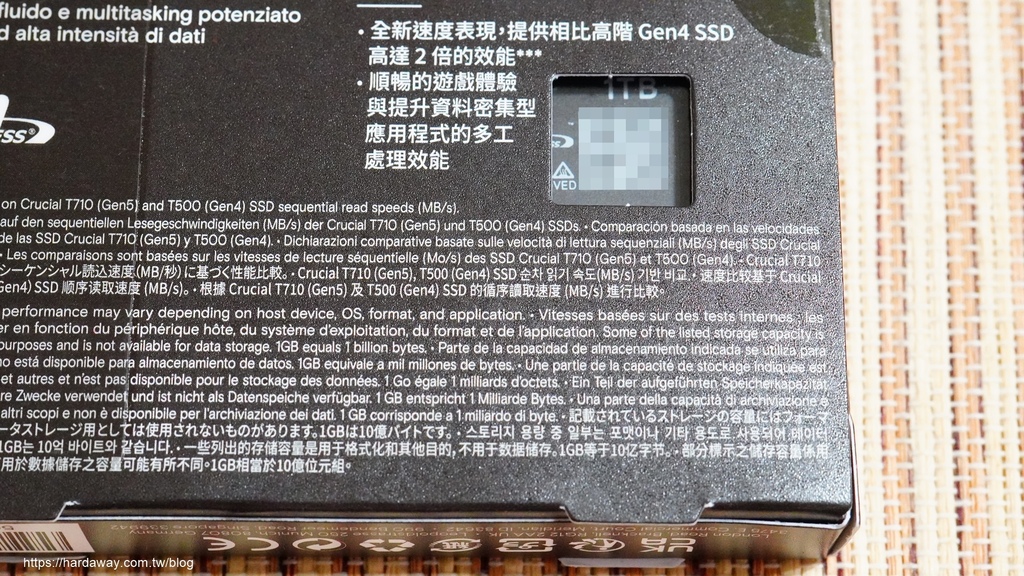 fluido e multitasking potenziato
d alta intensità di dati
• 全新速度表現,提供相比高階 Gen4 SSD
高達 2 倍的效能***
• 順暢的遊戲體驗
與提升資料密集型
應用程式的多工
處理效能
1TB
VED
ESS®
on Crucial T710 (Gen5) and T500 (Gen4) SSD sequential read speeds (MB/s).
auf den sequentiellen Lesegeschwindigkeiten (MB/s) der Crucial T710 (Gen5) und T500 (Gen4) SSDs. • Comparación basada en las velocidades
de las SSD Crucial T710 (Gen5) y T500 (Gen4). • Dichiarazioni comparative basate sulle velocità di lettura sequenziali (MB/s) degli SSD Crucial
• Les comparaisons sont basées sur les vitesses de lecture séquentielle (Mo/s) des SSD Crucial T710 (Gen5) et T500 (Gen4). • Crucial T710
シーケンシャル読込速度(MB/秒) に基づく性能比較。• Crucial T710 (Gen5), T500 (Gen4) SSD 순차 읽기 속도(MB/s) 기반 비교. • 速度比较基于 Crucial
Gen4) SSD 顺序读取速度 (MB/s)。• 根據 Crucial T710 (Gen5) 及 T500 (Gen4) SSD 的循序讀取速度 (MB/s) 進行比較。
performance may vary depending on host device, OS, format, and application. • Vitesses basées sur des tests internes ; les
er en fonction du périphérique hôte, du système d'exploitation, du format et de l'application. Some of the listed storage capacity is
urposes and is not available for data storage. 1GB equals 1 billion bytes. • Parte de la capacidad de almacenamiento indicada se utiliza para
no está disponible para almacenamiento de datos. 1GB equivale a mil millones de bytes. • Une partie de la capacité de stockage indiquée est
et autres et n'est pas disponible pour le stockage des données. 1 Go égale 1 milliards d'octets. • Ein Teil der aufgeführten Speicherkapazität
re Zwecke verwendet und ist nicht als Datenspeiche verfügbar. 1 GB entspricht 1 Milliarde Bytes. • Una parte della capacità di archiviazione è
altri scopi e non è disponibile per l'archiviazione dei dati. 1 GB corrisponde a 1 miliardo di byte. • 記載されているストレージの容量にはフォーマ
ータストレージ用としては使用されないものがあります。1GBは10億バイトです。• 스토리지 용량 중 일부는 포맷이나 기타 용도로 사용되어 데이터
1GB는 10억 바이트와 같습니다. • 一些列出的存储容量是用于格式化和其他目的,不用于数据储存。1GB等于10亿字节。• 部分標示之儲存容量係用
用於數據儲存之容量可能有所不同。1GB相當於10億位元組。
https://hardaway.com.tw/blog